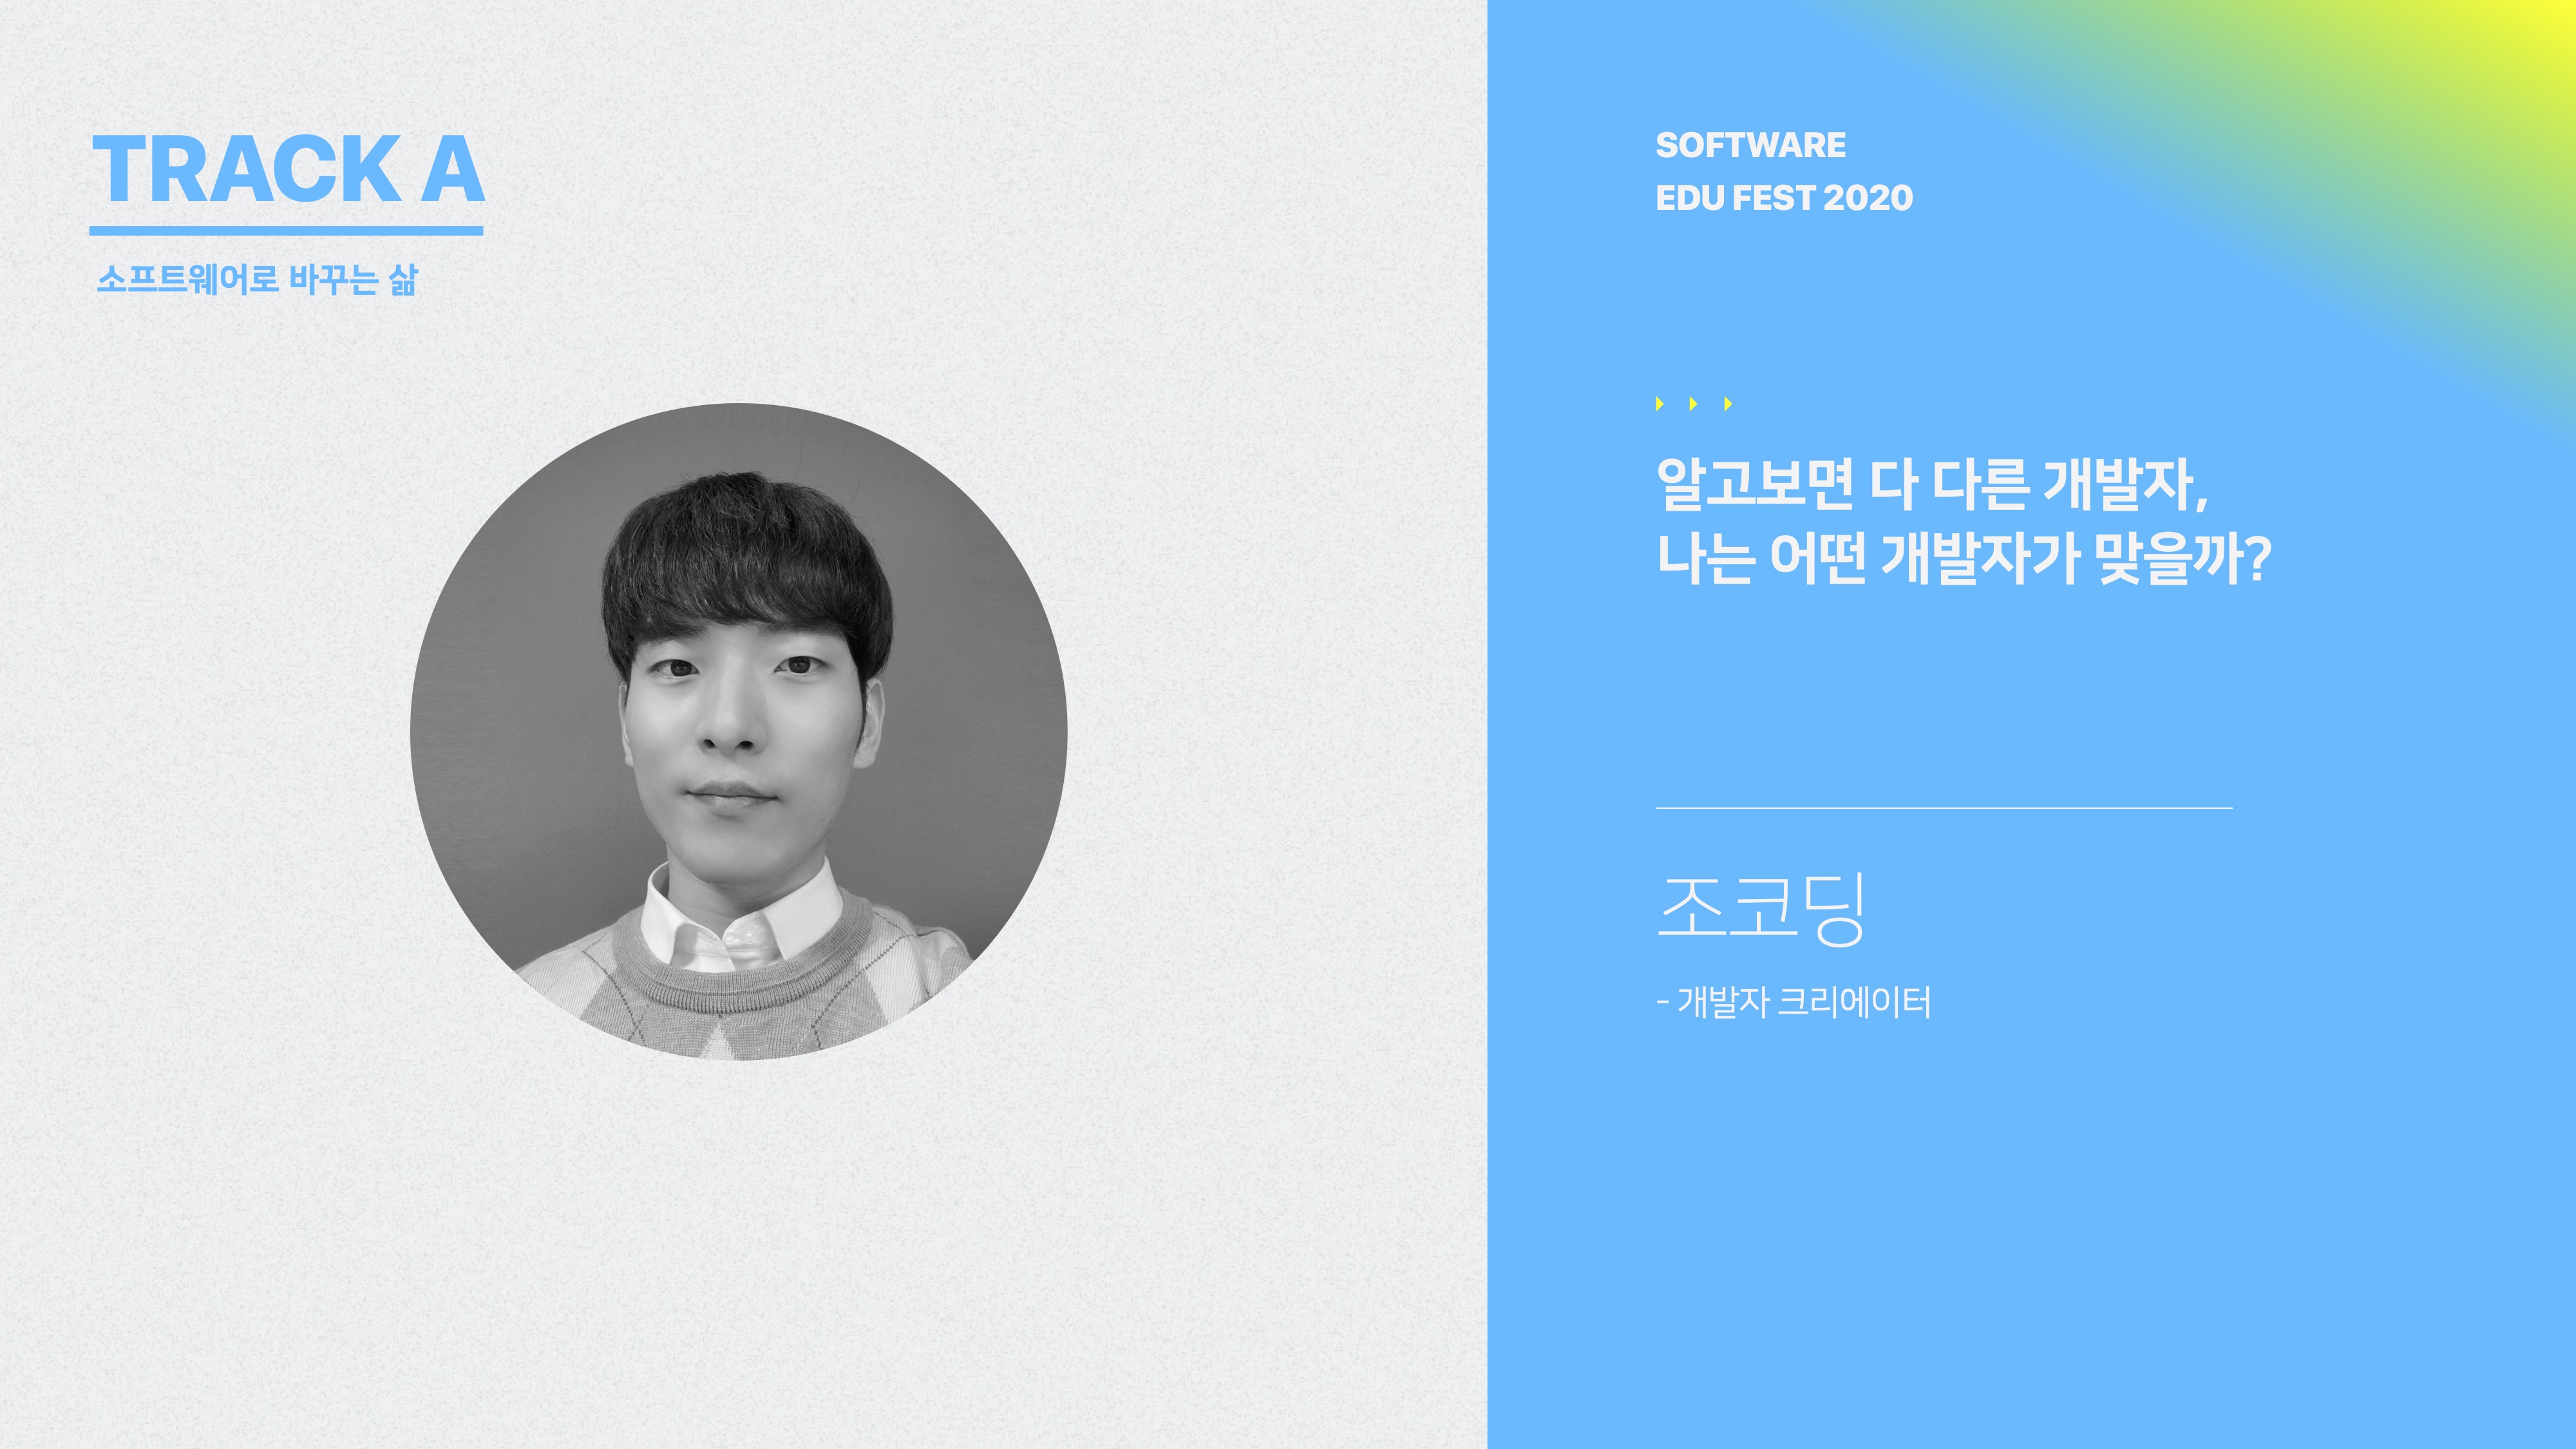 TRACK A
소프트웨어로 바꾸는 삶
SOFTWARE
EDU FEST 2020
알고보면 다 다른 개발자,
나는 어떤 개발자가 맞을까?
조코딩
- 개발자 크리에이터